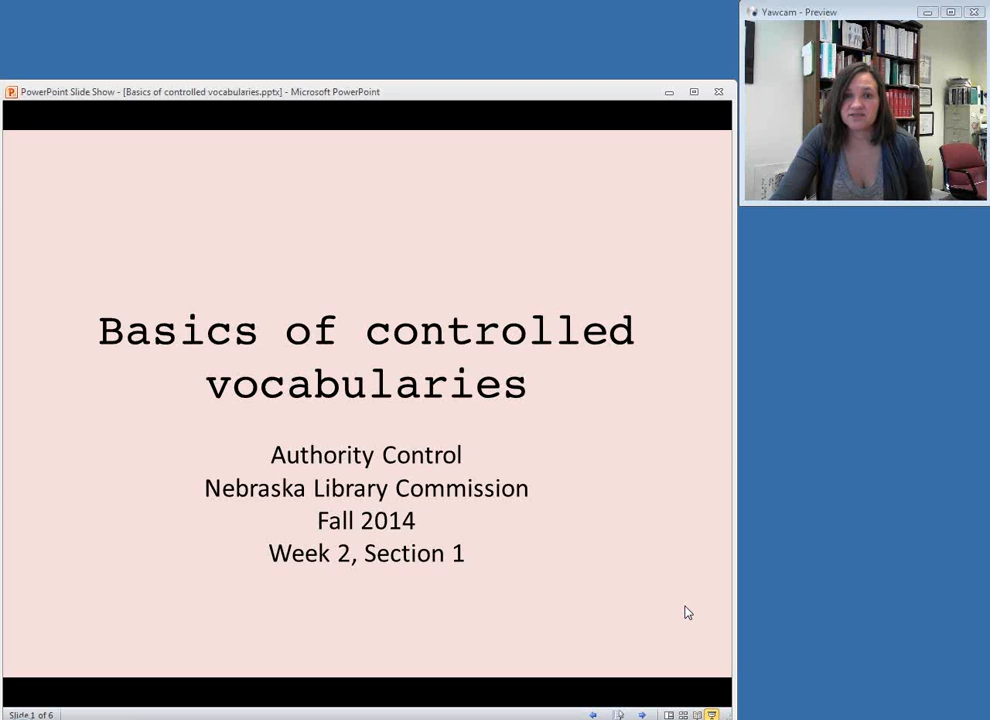 Yawcam - Preview
PowerPoint Slide Show - [Basics of controlled vocabularies.pptx] - Microsoft PowerPoint
Basics of controlled
vocabularies
Authority Control
Nebraska Library Commission
Fall 2014
Week 2, Section 1
Slide 1 of 6